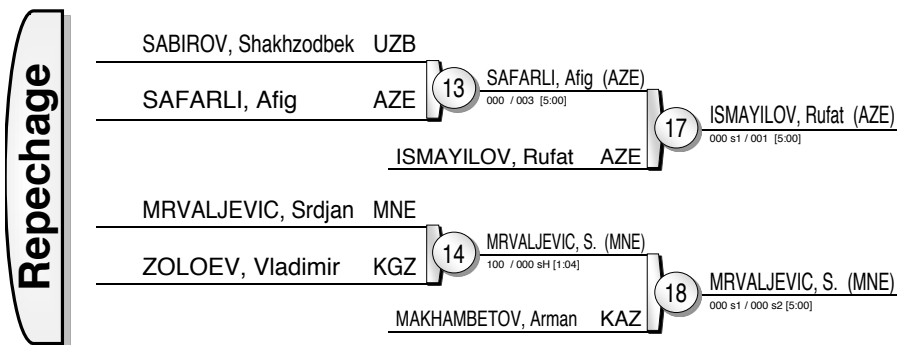 Repechage
SABIROV, Shakhzodbek UZB
SAFARLI, Afig AZE
13
SAFARLI, Afig (AZE)
000 / 003 [5:00]
ISMAYILOV, Rufat AZE
17
ISMAYILOV, Rufat (AZE)
000 s1 / 001 [5:00]
MRVALJEVIC, Srdjan MNE
ZOLOEV, Vladimir KGZ
14
MRVALJEVIC, S. (MNE)
100 / 000 sH [1:04]
MAKHAMBETOV, Arman KAZ
18
MRVALJEVIC, S. (MNE)
000 s1 / 000 s2 [5:00]